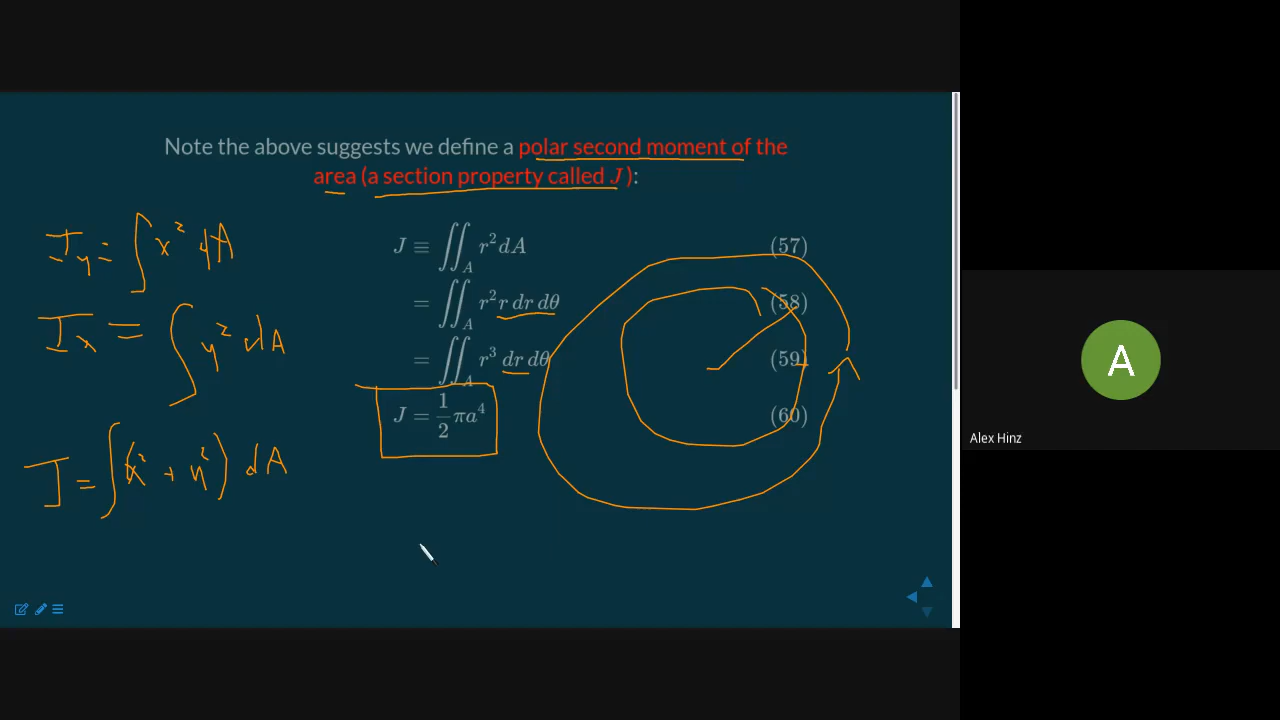 Note the above suggests we define a polar second moment of the
area (a section property called J):
J ≡ ∬_A r² dA (57)
= ∬_A r² r dr dθ (58)
= ∬_A r³ dr dθ (59)
J = 1/2 πa⁴ (60)
I_y = ∫ x² dA
I_x = ∫ y² dA
J = ∫ (x² + y²) dA
A
Alex Hinz